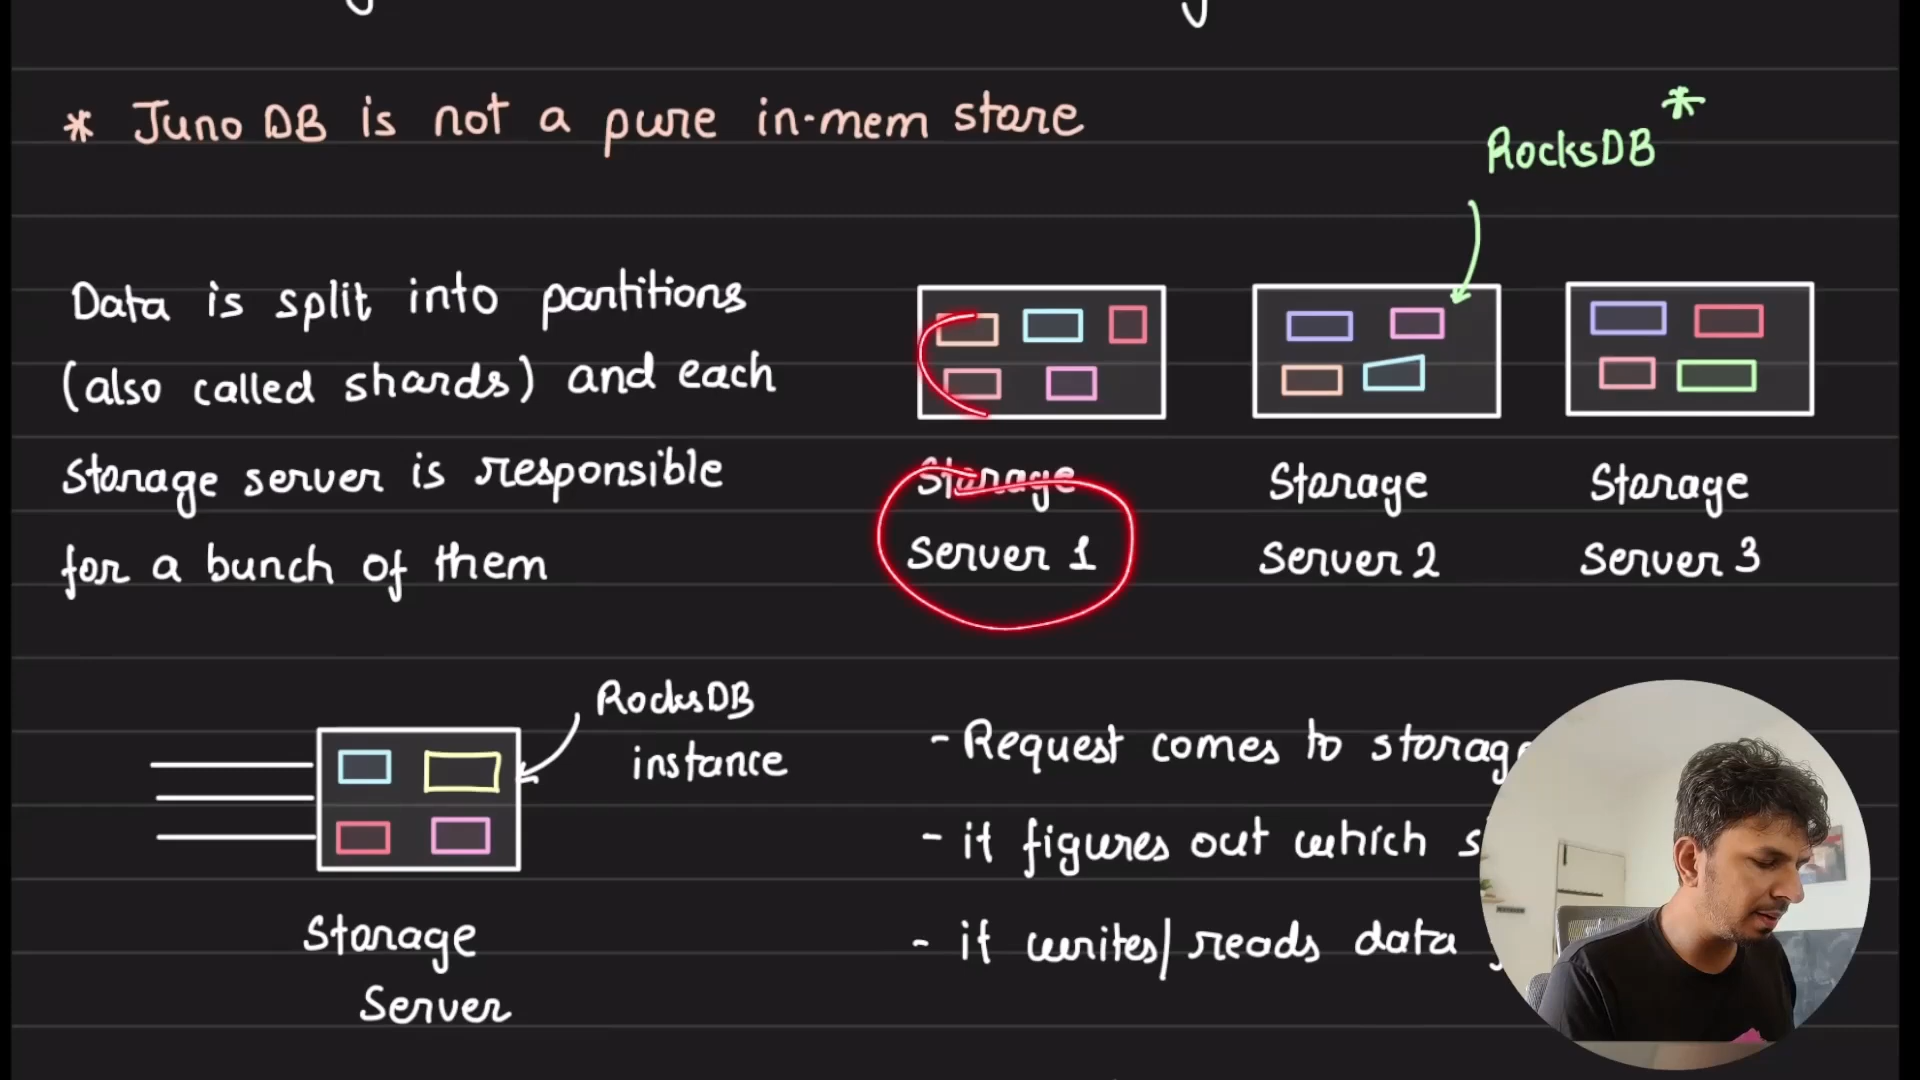 * Juno DB is not a pure in-mem store
RocksDB *
Data is split into partitions
(also called shards) and each
Storage server is responsible
for a bunch of them
Storage
Server 1
Storage
Server 2
Storage
Server 3
RocksDB
instance
Storage
Server
- Request comes to
- it figures out which
- it writes/reads data